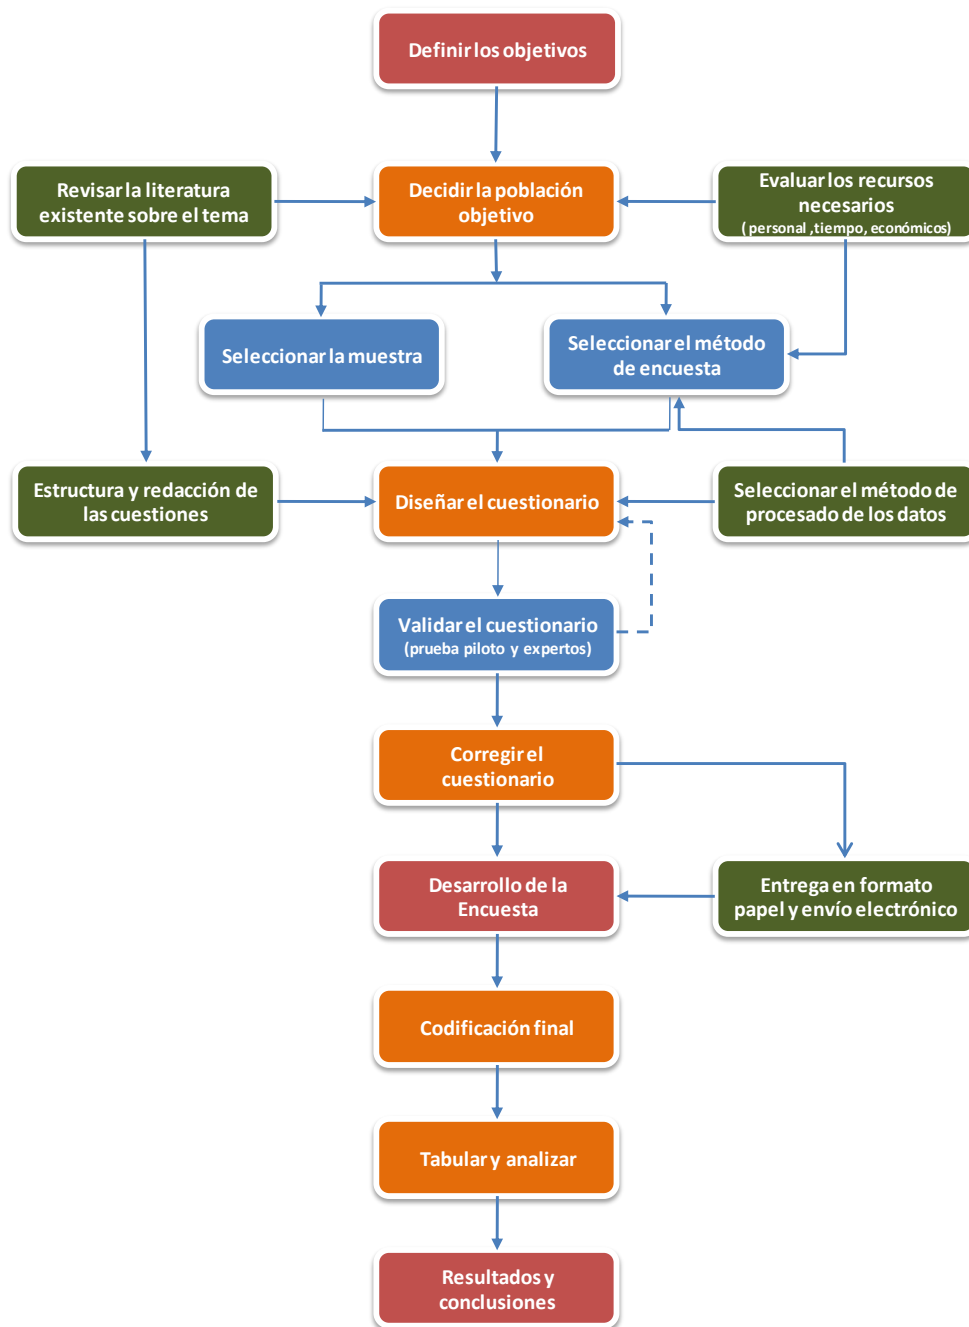 Definir los objetivos
Revisar la literatura
existente sobre el tema
Decidir la población
objetivo
Evaluar los recursos
necesarios
( personal ,tiempo, económicos)
Seleccionar la muestra
Seleccionar el método
de encuesta
Estructura y redacción de
las cuestiones
Diseñar el cuestionario
Seleccionar el método de
procesado de los datos
Validar el cuestionario
(prueba piloto y expertos)
Corregir el
cuestionario
Desarrollo de la
Encuesta
Entrega en formato
papel y envío electrónico
Codificación final
Tabular y analizar
Resultados y
conclusiones